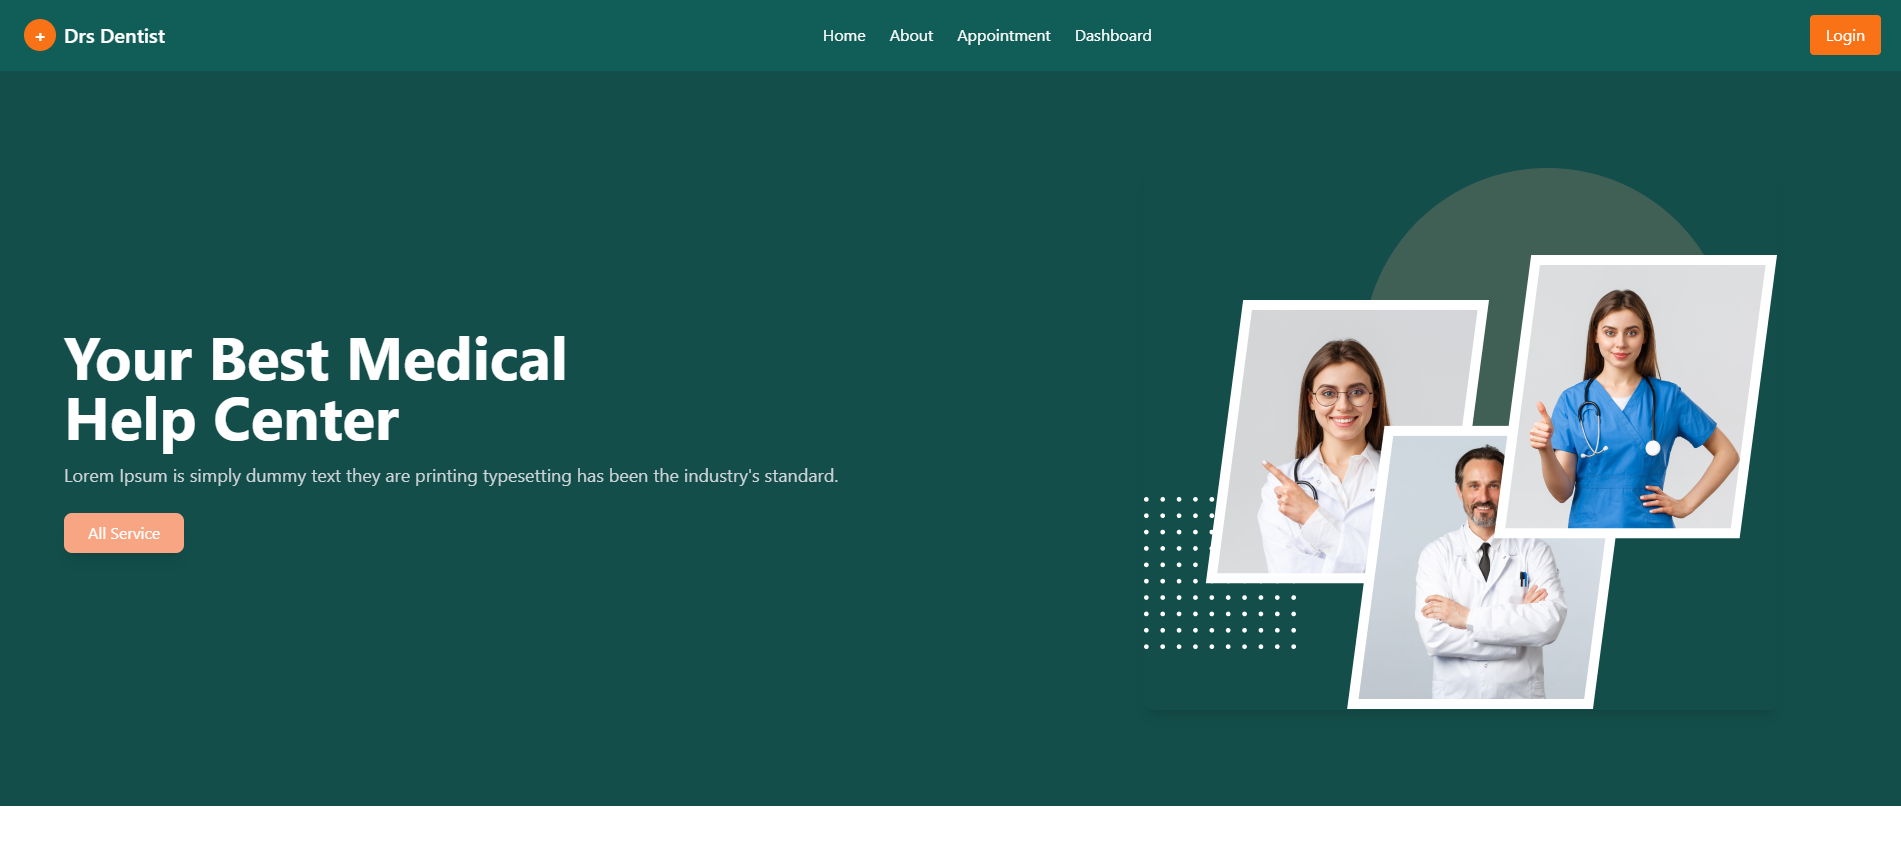 + Drs Dentist
Home About Appointment Dashboard
Login
Your Best Medical
Help Center
Lorem Ipsum is simply dummy text they are printing typesetting has been the industry's standard.
All Service